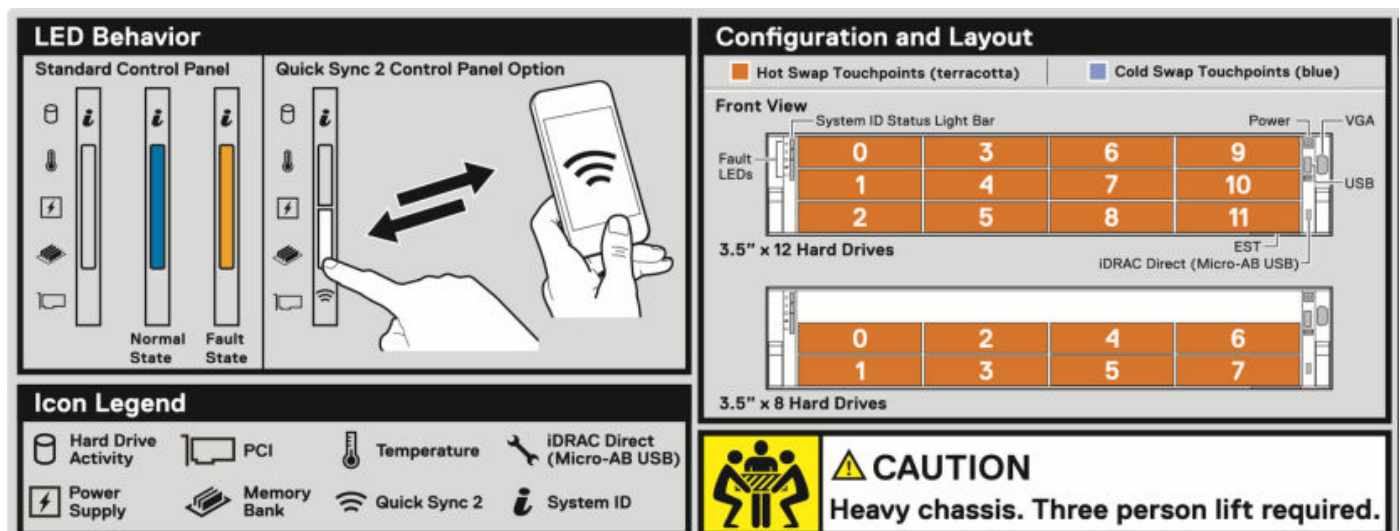 LED Behavior
Standard Control Panel
Quick Sync 2 Control Panel Option
i
i
i
i
Normal
State
Fault
State
Icon Legend
Hard Drive
Activity
PCI
Temperature
iDRAC Direct
(Micro-AB USB)
Power
Supply
Memory
Bank
Quick Sync 2
i System ID
Configuration and Layout
Hot Swap Touchpoints (terracotta)
Cold Swap Touchpoints (blue)
Front View
System ID Status Light Bar
Power
VGA
Fault
LEDs
0 3 6 9
1 4 7 10
2 5 8 11
USB
3.5” x 12 Hard Drives
EST
iDRAC Direct (Micro-AB USB)
0 2 4 6
1 3 5 7
3.5” x 8 Hard Drives
CAUTION
Heavy chassis. Three person lift required.